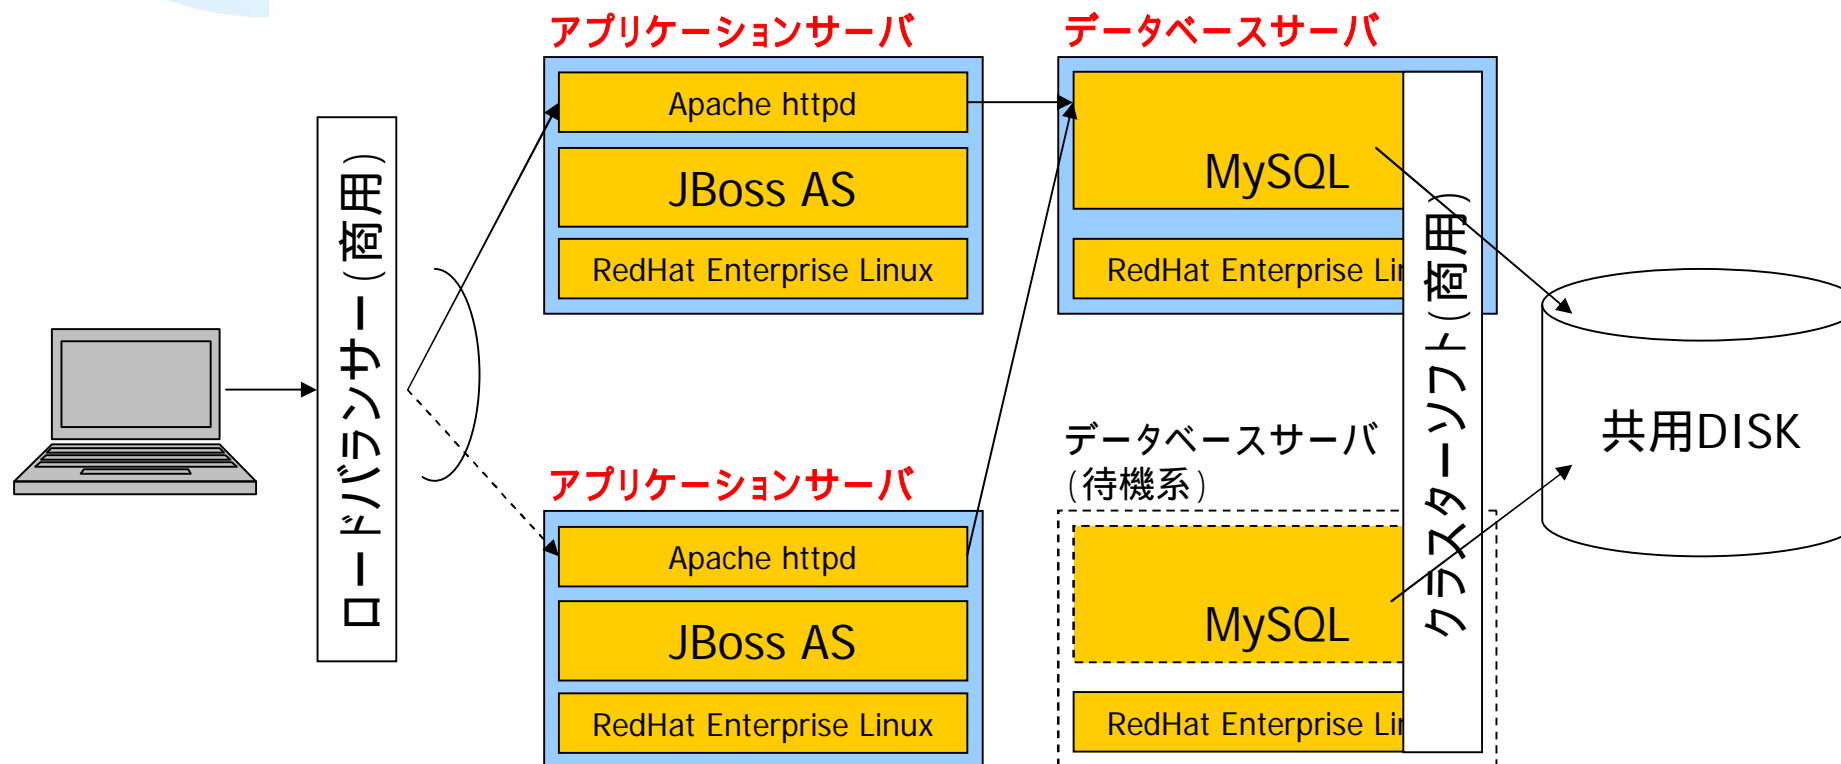 アプリケーションサーバ
データベースサーバ
Apache httpd
JBoss AS
RedHat Enterprise Linux
MySQL
RedHat Enterprise Lin
ロードバランサー(商用)
クラスターソフト(商用)
共用DISK
アプリケーションサーバ
データベースサーバ
(待機系)
Apache httpd
JBoss AS
RedHat Enterprise Linux
MySQL
RedHat Enterprise Lin